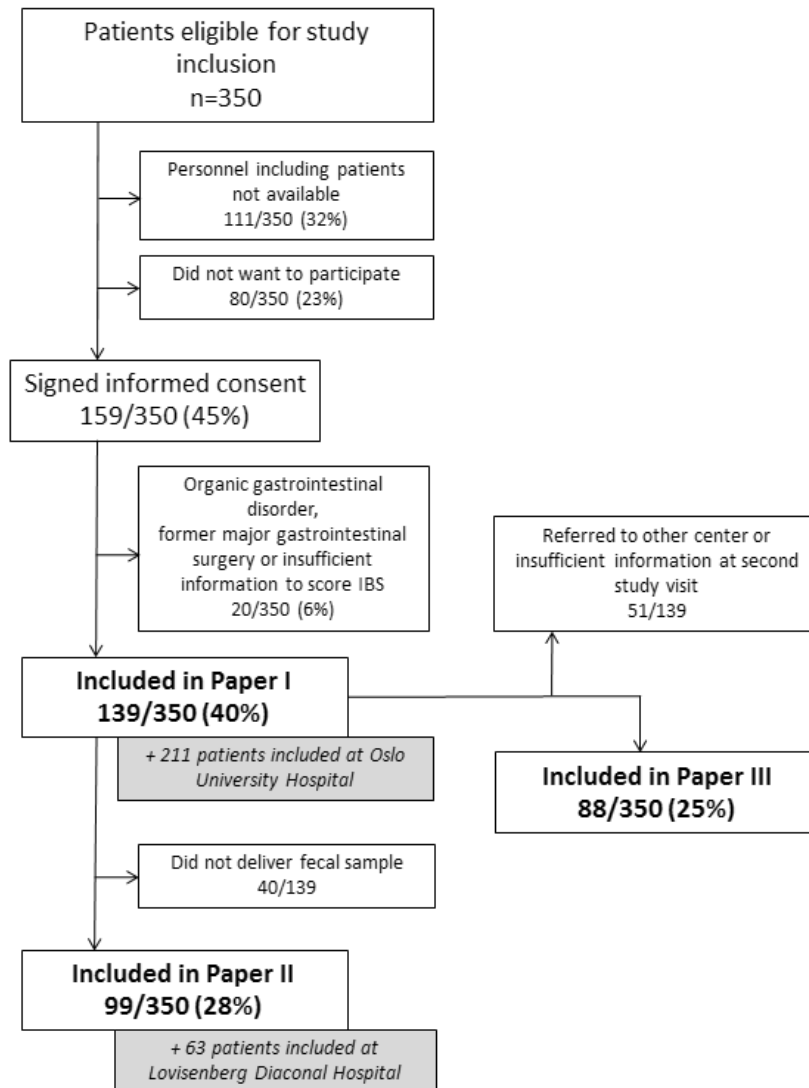 Patients eligible for study
inclusion
n=350
Personnel including patients
not available
111/350 (32%)
Did not want to participate
80/350 (23%)
Signed informed consent
159/350 (45%)
Organic gastrointestinal
disorder,
former major gastrointestinal
surgery or insufficient
information to score IBS
20/350 (6%)
Referred to other center or
insufficient information at second
study visit
51/139
Included in Paper I
139/350 (40%)
+ 211 patients included at Oslo
University Hospital
Included in Paper III
88/350 (25%)
Did not deliver fecal sample
40/139
Included in Paper II
99/350 (28%)
+ 63 patients included at
Lovisenberg Diaconal Hospital